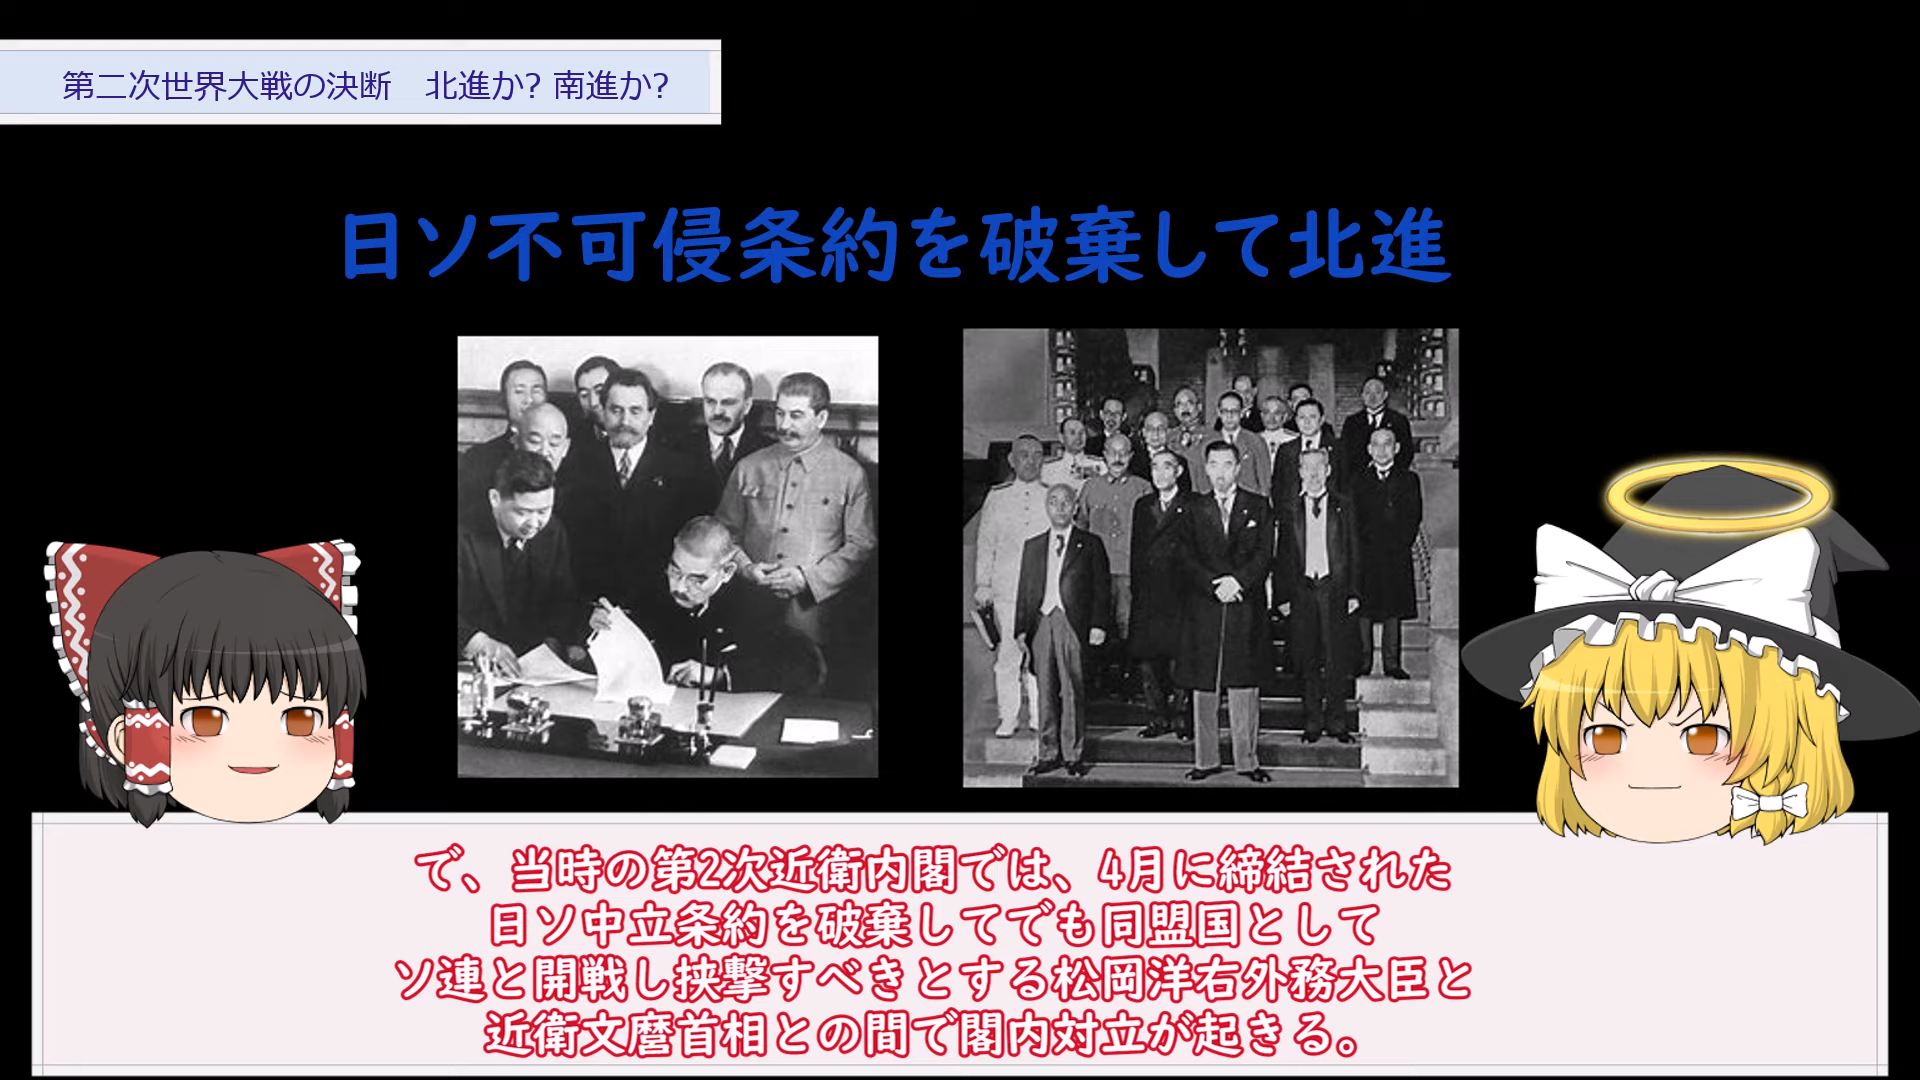 第二次世界大戦の決断　北進か? 南進か?
日ソ不可侵条約を破棄して北進
で、当時の第2次近衛内閣では、4月に締結された
日ソ中立条約を破棄してでも同盟国として
ソ連と開戦し挟撃すべきとする松岡洋右外務大臣と
近衛文麿首相との間で閣内対立が起きる。